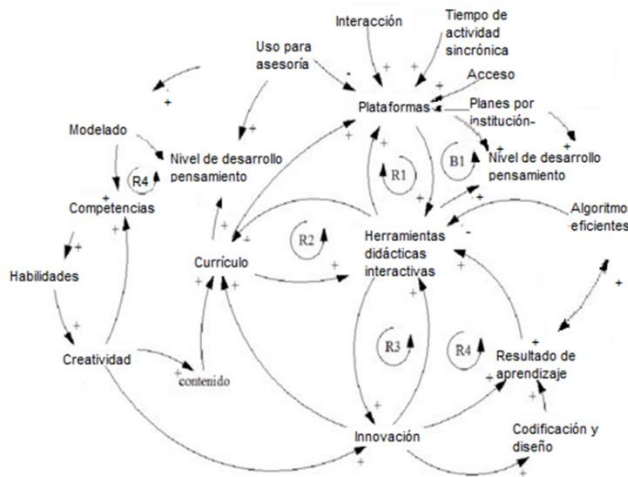 Interacción
Tiempo de
actividad
sincrónica
Uso para
asesoría
Acceso
Plataformas
Planes por
institución-
Modelado
Nivel de desarrollo
pensamiento
R4
R1
B1
Nivel de desarrollo
pensamiento
Competencias
Algoritmo
eficientes
R2
Herramientas
didácticas
interactivas
Currículo
Habilidades
R3
R4
Resultado de
aprendizaje
Creatividad
contenido
Innovación
Codificación y
diseño